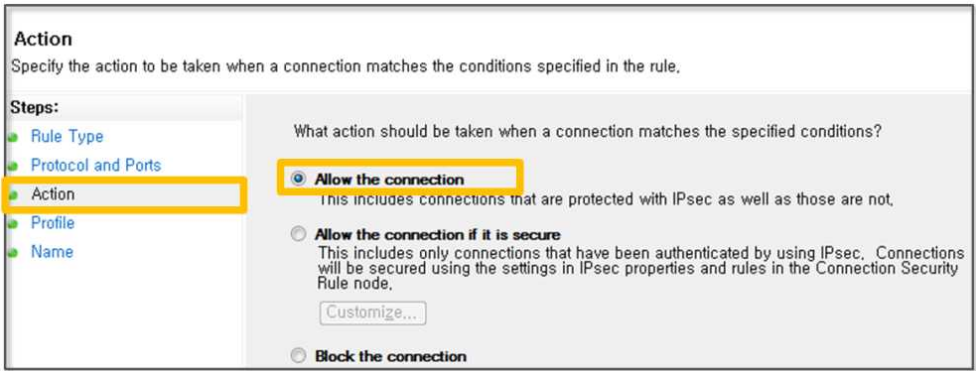 Action
Specify the action to be taken when a connection matches the conditions specified in the rule,
Steps:
Rule Type
Protocol and Ports
Action
Profile
Name
What action should be taken when a connection matches the specified conditions?
Allow the connection
This includes connections that are protected with IPsec as well as those are not,
Allow the connection if it is secure
This includes only connections that have been authenticated by using IPsec, Connections
will be secured using the settings in IPsec properties and rules in the Connection Security
Rule node,
Customize,,,
Block the connection